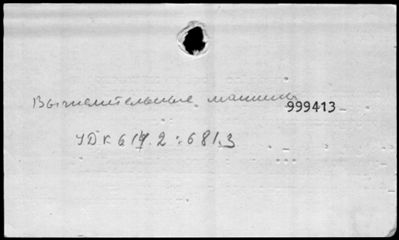 Вычислительные машины 999413
УДК 617.2:681.3